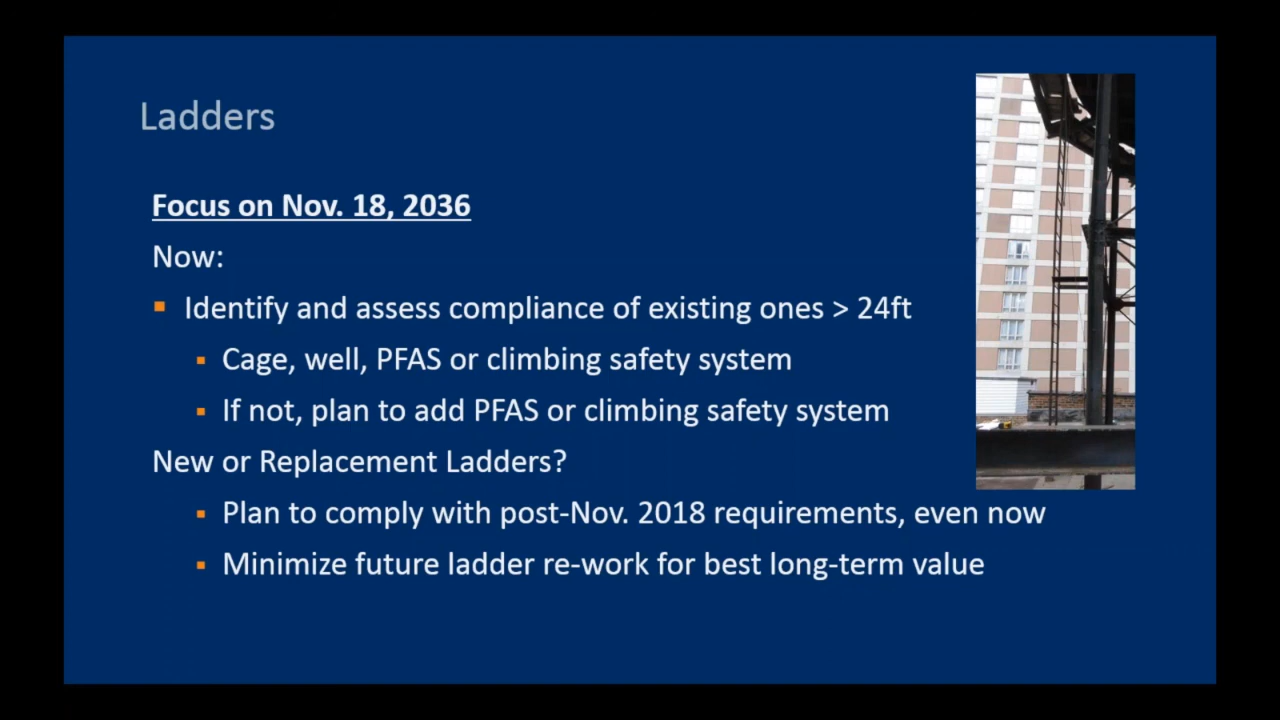 Ladders
Focus on Nov. 18, 2036
Now:
Identify and assess compliance of existing ones > 24ft
Cage, well, PFAS or climbing safety system
If not, plan to add PFAS or climbing safety system
New or Replacement Ladders?
Plan to comply with post-Nov. 2018 requirements, even now
Minimize future ladder re-work for best long-term value